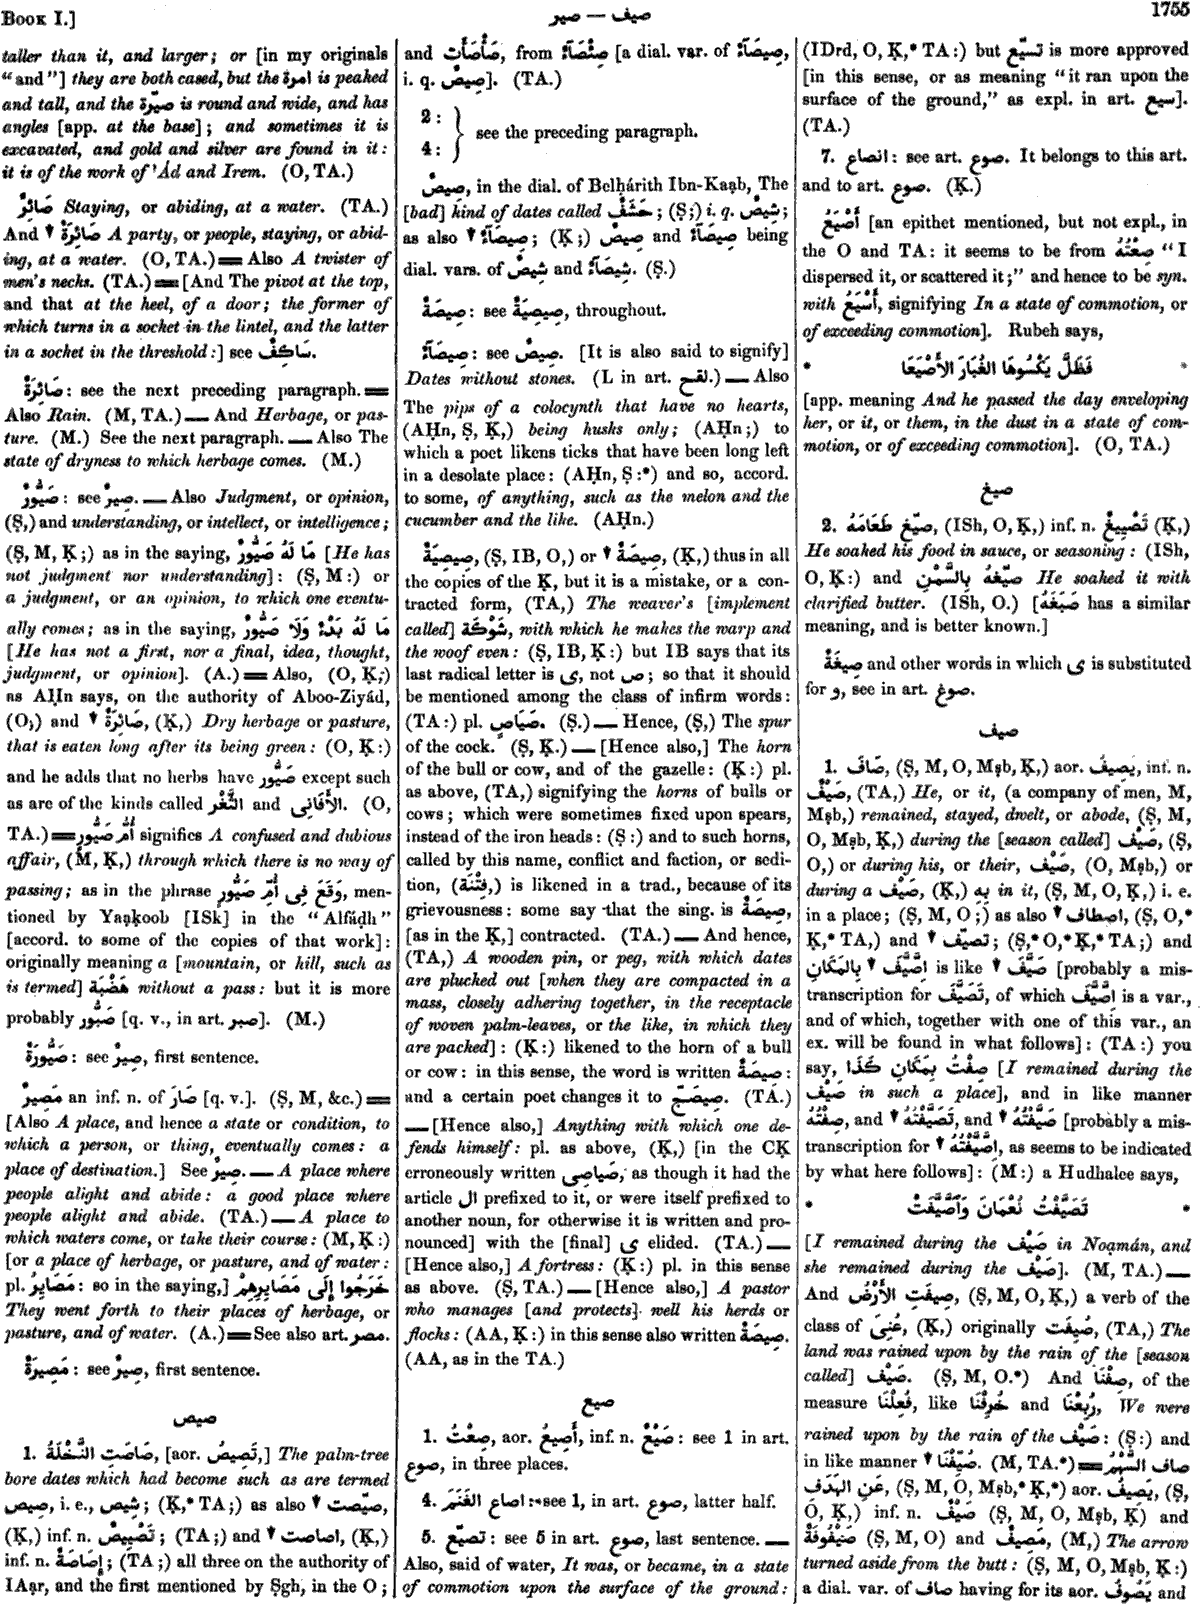 Book I.]
صيف — صير
1755
taller than it, and larger; or [in my originals
“and”] they are both cased, but the امرة is peaked
and tall, and the صيّرة is round and wide, and has
angles [app. at the base]; and sometimes it is
excavated, and gold and silver are found in it:
it is of the work of ’Ád and Irem. (O, TA.)
صَائِرٌ Staying, or abiding, at a water. (TA.)
And ▼ صَائِرَةٌ A party, or people, staying, or abid-
ing, at a water. (O, TA.) == Also A twister of
men's necks. (TA.) == [And The pivot at the top,
and that at the heel, of a door; the former of
which turns in a socket in the lintel, and the latter
in a socket in the threshold:] see سَاكِفٌ.
صَائِرَةٌ: see the next preceding paragraph. ==
Also Rain. (M, TA.) — And Herbage, or pas-
ture. (M.) See the next paragraph. — Also The
state of dryness to which herbage comes. (M.)
صَيُّورٌ: see صِيرٌ. — Also Judgment, or opinion,
(Ṣ,) and understanding, or intellect, or intelligence;
(Ṣ, M, Ḳ;) as in the saying, مَا لَهُ صَيُّورٌ [He has
not judgment nor understanding]: (Ṣ, M:) or
a judgment, or an opinion, to which one eventu-
ally comes; as in the saying, مَا لَهُ بَدْءٌ وَلَا صَيُّورٌ
[He has not a first, nor a final, idea, thought,
judgment, or opinion]. (A.) == Also, (O, Ḳ,)
as AḤn says, on the authority of Aboo-Ziyád,
(O,) and ▼ صَائِرَةٌ, (Ḳ,) Dry herbage or pasture,
that is eaten long after its being green: (O, Ḳ:)
and he adds that no herbs have صَيُّور except such
as are of the kinds called الثَّغْر and الأَفَانِى. (O,
TA.) == أُمُّ صَيُّورٍ signifies A confused and dubious
affair, (M, Ḳ,) through which there is no way of
passing; as in the phrase وَقَعَ فِى أُمِّ صَيُّورٍ, men-
tioned by Yaạḳoob [ISk] in the “Alfáḍh”
[accord. to some of the copies of that work]:
originally meaning a [mountain, or hill, such as
is termed] هَضْبَة without a pass: but it is more
probably صَبُّور [q. v., in art. صبر]. (M.)
صَيُّورَةٌ: see صِيرٌ, first sentence.
مَصِيرٌ an inf. n. of صَارَ [q. v.]. (Ṣ, M, &c.) ==
[Also A place, and hence a state or condition, to
which a person, or thing, eventually comes: a
place of destination.] See صِيرٌ. — A place where
people alight and abide: a good place where
people alight and abide. (TA.) — A place to
which waters come, or take their course: (M, Ḳ:)
[or a place of herbage, or pasture, and of water:
pl. مَصَايِرُ: so in the saying,] خَرَجُوا إِلَى مَصَايِرِهِمْ
They went forth to their places of herbage, or
pasture, and of water. (A.) == See also art. مصر.
مَصِيرَةٌ: see صِيرٌ, first sentence.
صيص
1. صَاصَتِ النَّخْلَةُ, [aor. تَصِيصُ,] The palm-tree
bore dates which had become such as are termed
صِيص, i. e., شِيص; (Ḳ,* TA;) as also ▼ صيّصت,
(Ḳ,) inf. n. تَصْيِيصٌ; (TA;) and ▼ اصاصت, (Ḳ,)
inf. n. إِصَاصَةٌ; (TA;) all three on the authority of
IAạr, and the first mentioned by Ṣgh, in the O;
and صَأْصَأَتِ, from صِئْصَآءٌ [a dial. var. of صِيصَآءٌ,
i. q. صِيصٌ]. (TA.)
2: } see the preceding paragraph.
4: }
صِيصٌ, in the dial. of Belḥárith Ibn-Kaạb, The
[bad] kind of dates called حَشَفٌ; (Ṣ;) i. q. شِيصٌ;
as also ▼ صِيصَآءٌ; (Ḳ;) صِيصٌ and صِيصَآءٌ being
dial. vars. of شِيصٌ and شِيصَآءٌ. (Ṣ.)
صِيصَةٌ: see صِيصِيَةٌ, throughout.
صِيصَآءٌ: see صِيصٌ. [It is also said to signify]
Dates without stones. (L in art. لقح.) — Also
The pips of a colocynth that have no hearts,
(AḤn, Ṣ, Ḳ,) being husks only; (AḤn;) to
which a poet likens ticks that have been long left
in a desolate place: (AḤn, Ṣ:*) and so, accord.
to some, of anything, such as the melon and the
cucumber and the like. (AḤn.)
صِيصِيَةٌ, (Ṣ, IB, O,) or ▼ صِيصَةٌ, (Ḳ,) thus in all
the copies of the Ḳ, but it is a mistake, or a con-
tracted form, (TA,) The weaver's [implement
called] شَوْكَة, with which he makes the warp and
the woof even: (Ṣ, IB, Ḳ:) but IB says that its
last radical letter is ى, not ص; so that it should
be mentioned among the class of infirm words:
(TA:) pl. صَيَاصٍ. (Ṣ.) — Hence, (Ṣ,) The spur
of the cock. (Ṣ, Ḳ.) — [Hence also,] The horn
of the bull or cow, and of the gazelle: (Ḳ:) pl.
as above, (TA,) signifying the horns of bulls or
cows; which were sometimes fixed upon spears,
instead of the iron heads: (Ṣ:) and to such horns,
called by this name, conflict and faction, or sedi-
tion, (فِتْنَة,) is likened in a trad., because of its
grievousness: some say that the sing. is صِيصَةٌ,
[as in the Ḳ,] contracted. (TA.) — And hence,
(TA,) A wooden pin, or peg, with which dates
are plucked out [when they are compacted in a
mass, closely adhering together, in the receptacle
of woven palm-leaves, or the like, in which they
are packed]: (Ḳ:) likened to the horn of a bull
or cow: in this sense, the word is written صِيصَةٌ:
and a certain poet changes it to صِيصَجّ. (TA.)
— [Hence also,] Anything with which one de-
fends himself: pl. as above, (Ḳ,) [in the CḲ
erroneously written صَيَاصِى, as though it had the
article ال prefixed to it, or were itself prefixed to
another noun, for otherwise it is written and pro-
nounced] with the [final] ى elided. (TA.) —
[Hence also,] A fortress: (Ḳ:) pl. in this sense
as above. (Ṣ, TA.) — [Hence also,] A pastor
who manages [and protects] well his herds or
flocks: (AA, Ḳ:) in this sense also written صِيصَةٌ.
(AA, as in the TA.)
صيع
1. صِعْتُ, aor. أَصِيعُ, inf. n. صَيْعٌ: see 1 in art.
صوع, in three places.
4. اصاع الغَنَمَ: see 1, in art. صوع, latter half.
5. تصيّع: see 5 in art. صوع, last sentence. —
Also, said of water, It was, or became, in a state
of commotion upon the surface of the ground:
(IDrd, O, Ḳ,* TA:) but تسيّع is more approved
[in this sense, or as meaning “it ran upon the
surface of the ground,” as expl. in art. سيع].
(TA.)
7. انصاع: see art. صوع. It belongs to this art.
and to art. صوع. (Ḳ.)
أَصْيَعُ [an epithet mentioned, but not expl., in
the O and TA: it seems to be from صِعْتُهُ “I
dispersed it, or scattered it;” and hence to be syn.
with أَسْيَعُ, signifying In a state of commotion, or
of exceeding commotion]. Rubeh says,
* فَظَلَّ يَكْسُوهَا الغُبَارَ الأَصْيَعَا *
[app. meaning And he passed the day enveloping
her, or it, or them, in the dust in a state of com-
motion, or of exceeding commotion]. (O, TA.)
صيغ
2. صيّغ طَعَامَهُ, (ISh, O, Ḳ,) inf. n. تَصْيِيغٌ (Ḳ,)
He soaked his food in sauce, or seasoning: (ISh,
O, Ḳ:) and صيّغهُ بِالسَّمْنِ He soaked it with
clarified butter. (ISh, O.) [صَبَغَهُ has a similar
meaning, and is better known.]
صِيغَةٌ and other words in which ى is substituted
for و, see in art. صوغ.
صيف
1. صَافَ, (Ṣ, M, O, Mṣb, Ḳ,) aor. يَصِيفُ, inf. n.
صَيْفٌ, (TA,) He, or it, (a company of men, M,
Mṣb,) remained, stayed, dwelt, or abode, (Ṣ, M,
O, Mṣb, Ḳ,) during the [season called] صَيْف, (Ṣ,
O,) or during his, or their, صَيْف, (O, Mṣb,) or
during a صَيْف, (Ḳ,) بِهِ in it, (Ṣ, M, O, Ḳ,) i. e.
in a place; (Ṣ, M, O;) as also ▼ اصطاف, (Ṣ, O,*
Ḳ,* TA,) and ▼ تصيّف; (Ṣ,* O,* Ḳ,* TA;) and
▼ اِصَّيَّفَ بِالمَكَانِ is like ▼ صَيَّفَ [probably a mis-
transcription for تَصَيَّفَ, of which اِصَّيَّفَ is a var.,
and of which, together with one of this var., an
ex. will be found in what follows]: (TA:) you
say, صِفْتُ بِمَكَانِ كَذَا [I remained during the
صَيْف in such a place], and in like manner
صِفْتُهُ, and ▼ تَصَيَّفْتُهُ, and ▼ صَيَّفْتُهُ [probably a mis-
transcription for ▼ اِصَّيَّفْتُهُ, as seems to be indicated
by what here follows]: (M:) a Hudhalee says,
* تَصَيَّفْتُ نُعْمَانَ وَاصَّيَّفَتْ *
[I remained during the صَيْف in Noạmán, and
she remained during the صَيْف]. (M, TA.) —
And صِيفَتِ الأَرْضُ, (Ṣ, M, O, Ḳ,) a verb of the
class of عُنِىَ, (Ḳ,) originally صُيِفَت, (TA,) The
land was rained upon by the rain of the [season
called] صَيْف. (Ṣ, M, O.*) And صِفْنَا, of the
measure فُعِلْنَا, like خُرِفْنَا and رُبِعْنَا, We were
rained upon by the rain of the صَيْف: (Ṣ:) and
in like manner ▼ صُيِّفْنَا. (M, TA.*) == صاف السَّهْمُ
عَنِ الهَدَفِ, (Ṣ, M, O, Mṣb,* Ḳ,*) aor. يَصِيفُ, (Ṣ,
O, Ḳ,) inf. n. صَيْفٌ (Ṣ, M, O, Mṣb, Ḳ) and
صَيْفُوفَةٌ (Ṣ, M, O) and مَصِيفٌ, (M,) The arrow
turned aside from the butt: (Ṣ, M, O, Mṣb, Ḳ:)
a dial. var. of صاف having for its aor. يَصُوفُ and